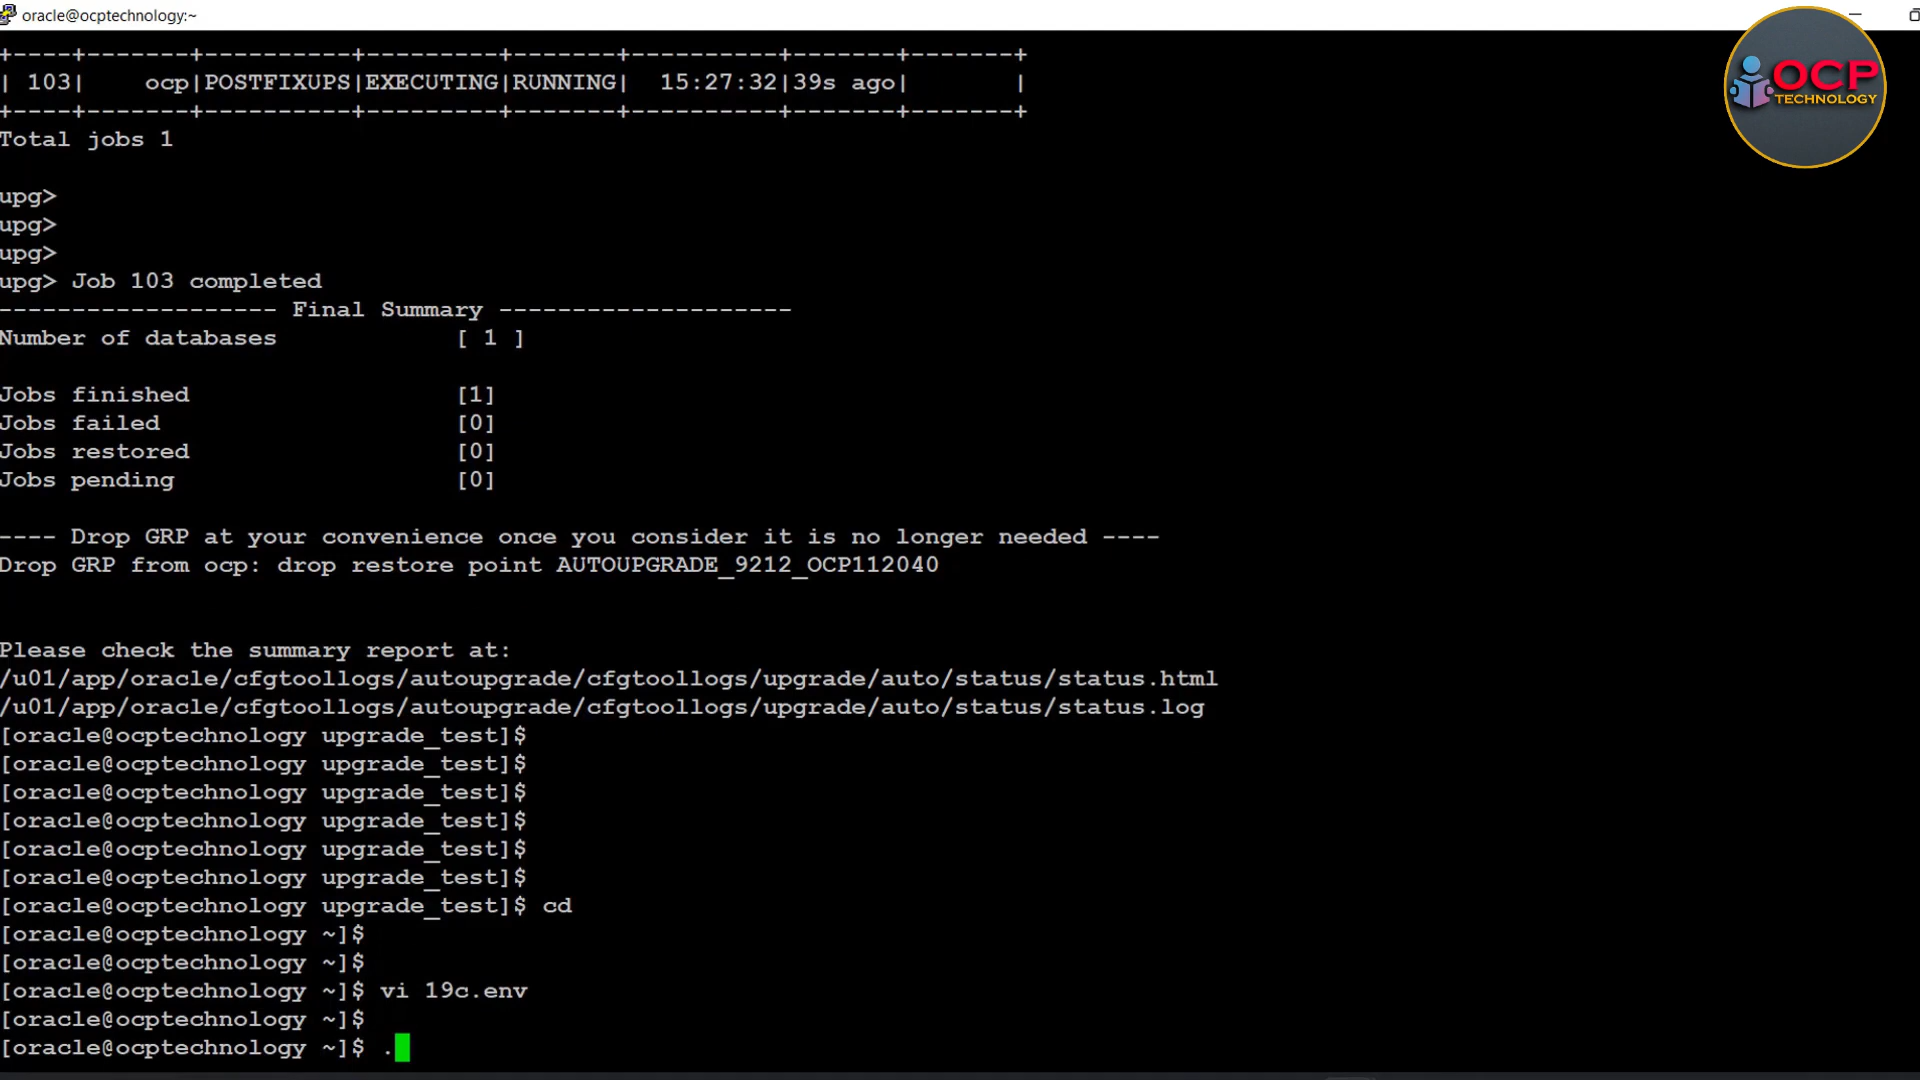 oracle@ocptechnology:~
OCP
TECHNOLOGY
+----+-------+----------+---------+-------+----------+-------+-------+
| 103|    ocp|POSTFIXUPS|EXECUTING|RUNNING|  15:27:32|39s ago|       |
+----+-------+----------+---------+-------+----------+-------+-------+
Total jobs 1
upg>
upg>
upg>
upg> Job 103 completed
------------------- Final Summary --------------------
Number of databases            [ 1 ]
Jobs finished                  [1]
Jobs failed                    [0]
Jobs restored                  [0]
Jobs pending                   [0]
---- Drop GRP at your convenience once you consider it is no longer needed ----
Drop GRP from ocp: drop restore point AUTOUPGRADE_9212_OCP112040
Please check the summary report at:
/u01/app/oracle/cfgtoollogs/autoupgrade/cfgtoollogs/upgrade/auto/status/status.html
/u01/app/oracle/cfgtoollogs/autoupgrade/cfgtoollogs/upgrade/auto/status/status.log
[oracle@ocptechnology upgrade_test]$
[oracle@ocptechnology upgrade_test]$
[oracle@ocptechnology upgrade_test]$
[oracle@ocptechnology upgrade_test]$
[oracle@ocptechnology upgrade_test]$
[oracle@ocptechnology upgrade_test]$
[oracle@ocptechnology upgrade_test]$ cd
[oracle@ocptechnology ~]$
[oracle@ocptechnology ~]$
[oracle@ocptechnology ~]$ vi 19c.env
[oracle@ocptechnology ~]$
[oracle@ocptechnology ~]$ .